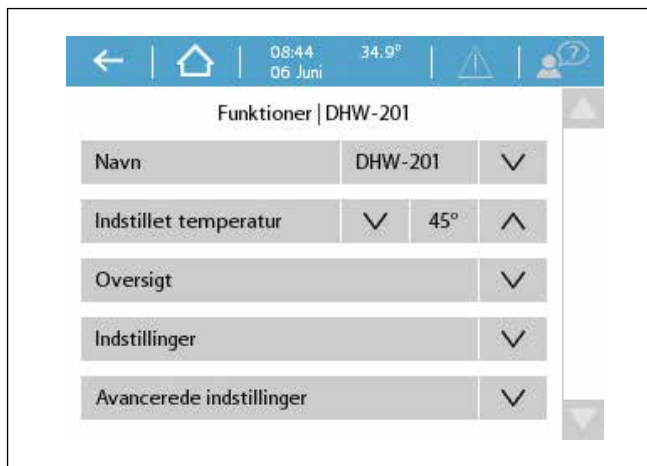 08:44 34.9°
06 Juni
?
Funktioner | DHW-201
Navn DHW-201
Indstillet temperatur 45°
Oversigt
Indstillinger
Avancerede indstillinger